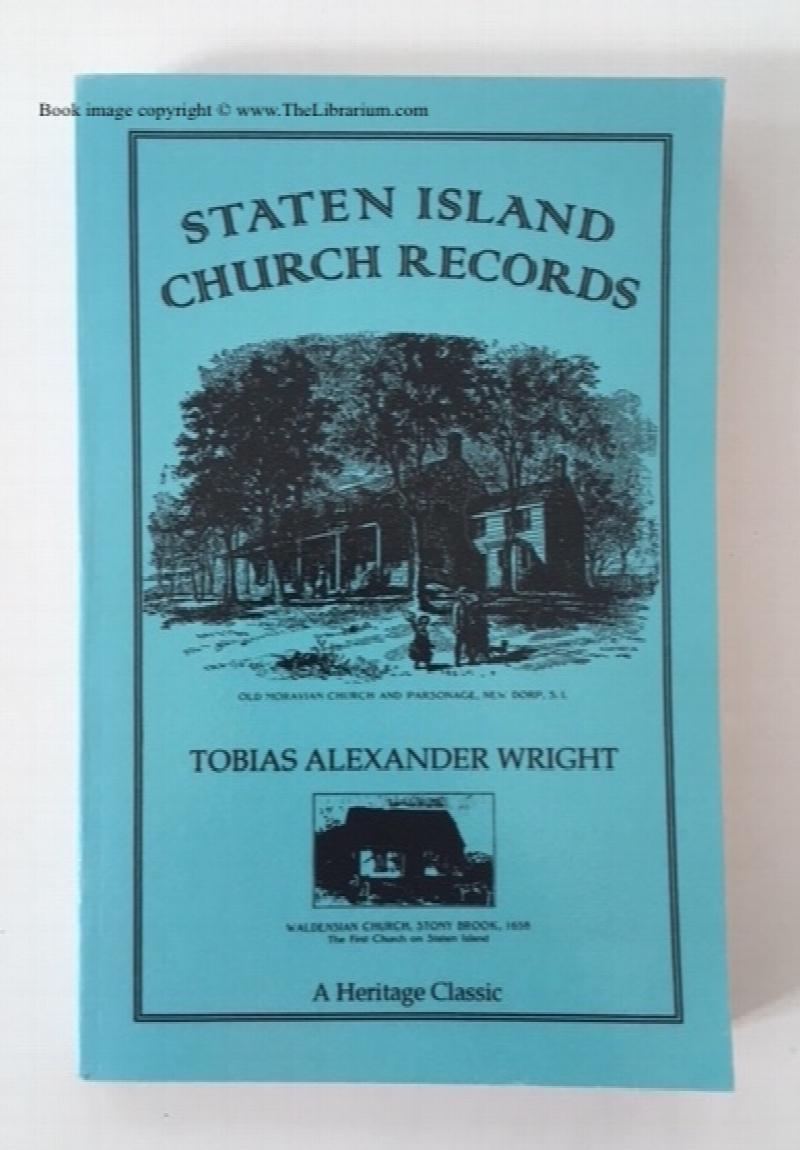 Book image copyright © www.TheLibrarium.com
STATEN ISLAND
CHURCH RECORDS
OLD MORAVIAN CHURCH AND PARSONAGE, NEW DORP, S. I.
TOBIAS ALEXANDER WRIGHT
WALDENSIAN CHURCH, STONY BROOK, 1658
The First Church on Staten Island
A Heritage Classic